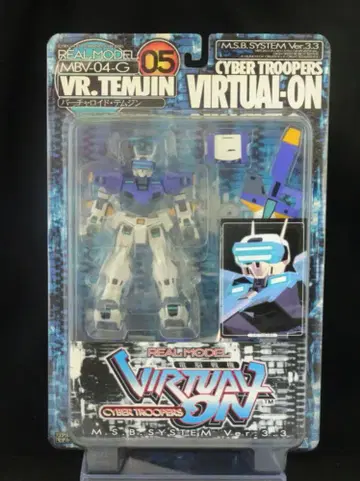 REAL MODEL
MBV-04-G
05
VR.TEMJIN
バーチャロイド・テムジン
M.S.B. SYSTEM Ver.3.3
CYBER TROOPERS
VIRTUAL-ON
REAL MODEL
VIRTUAL ON
CYBER TROOPERS
TM
M.S.B. SYSTEM Ver.3.3